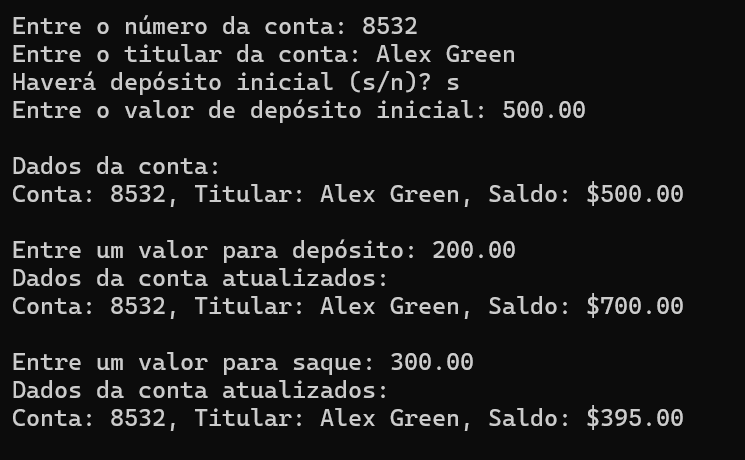 Entre o número da conta: 8532
Entre o titular da conta: Alex Green
Haverá depósito inicial (s/n)? s
Entre o valor de depósito inicial: 500.00
Dados da conta:
Conta: 8532, Titular: Alex Green, Saldo: $500.00
Entre um valor para depósito: 200.00
Dados da conta atualizados:
Conta: 8532, Titular: Alex Green, Saldo: $700.00
Entre um valor para saque: 300.00
Dados da conta atualizados:
Conta: 8532, Titular: Alex Green, Saldo: $395.00